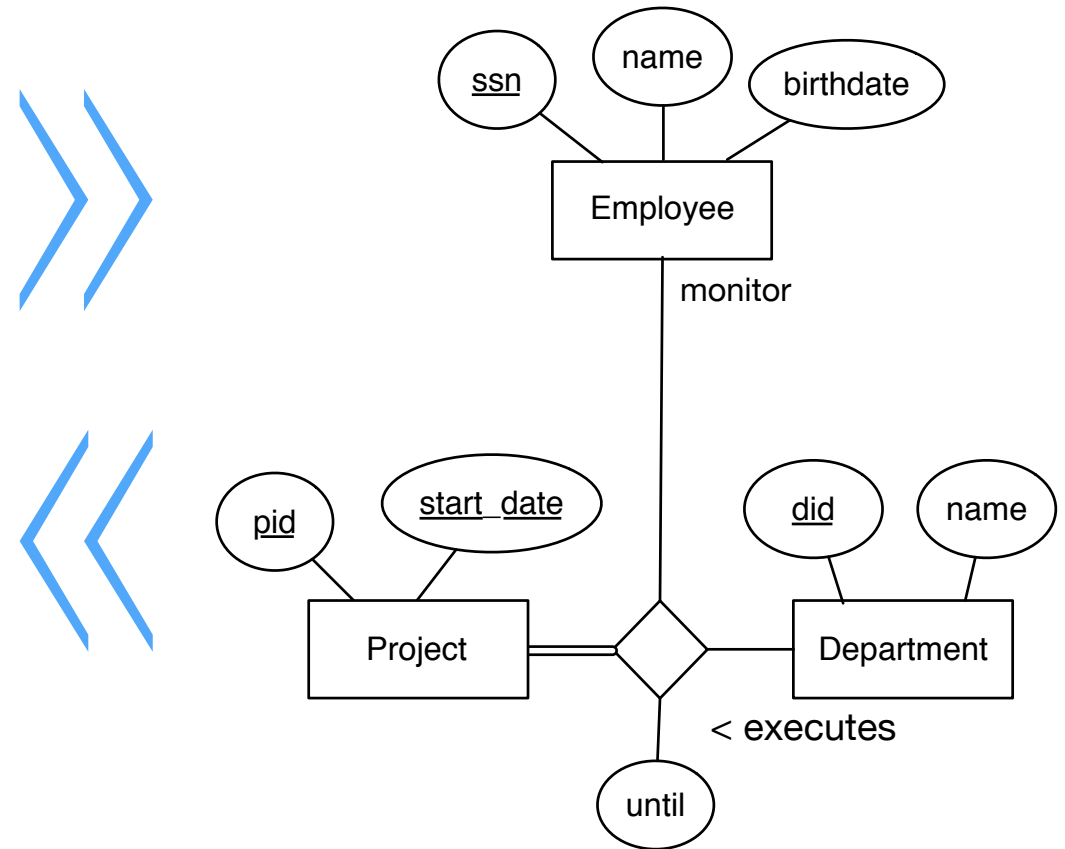 name
ssn
birthdate
Employee
monitor
pid
start_date
did
name
Project
Department
< executes
until